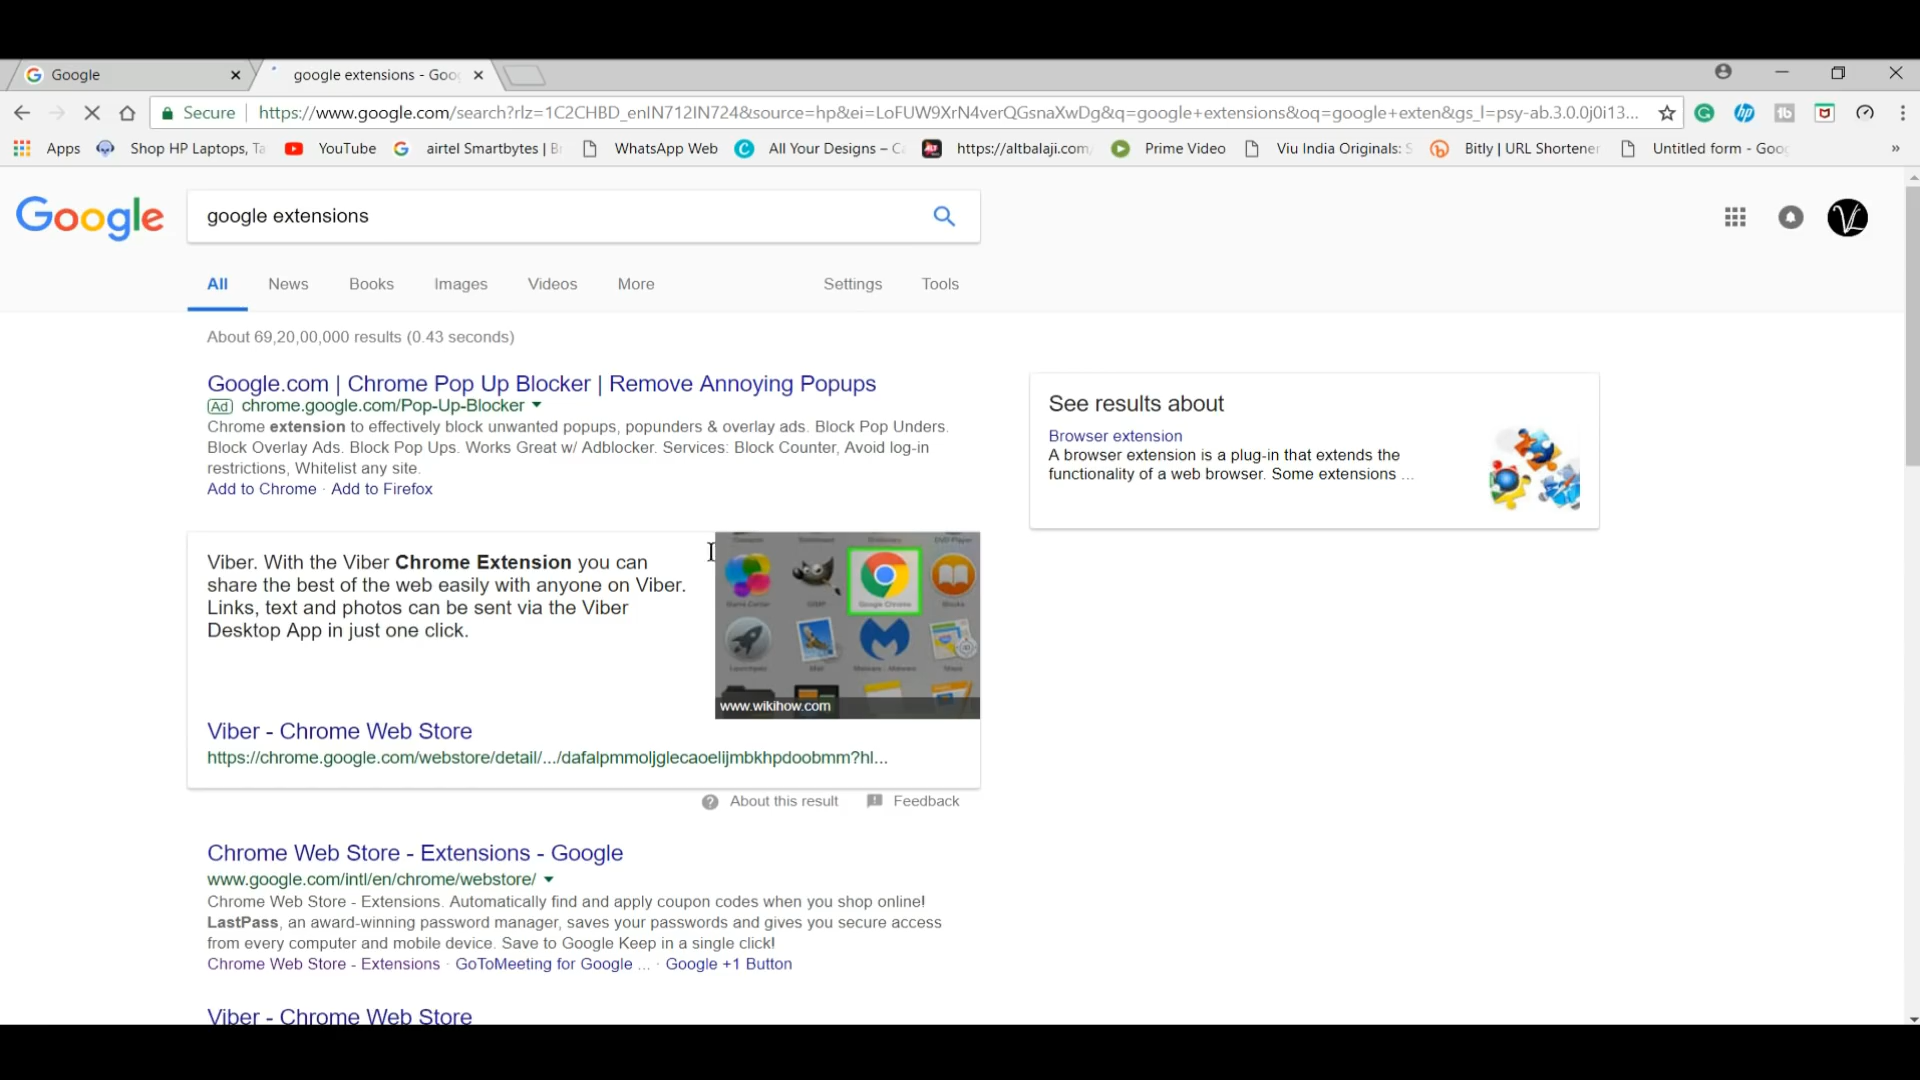 Google
google extensions - Goo
Secure
https://www.google.com/search?rlz=1C2CHBD_enIN712IN724&source=hp&ei=LoFUW9XrN4verQGsnaXwDg&q=google+extensions&oq=google+exten&gs_l=psy-ab.3.0.0j0i13...
Apps
Shop HP Laptops, Ta
YouTube
airtel Smartbytes | B
WhatsApp Web
All Your Designs – C
https://altbalaji.com/
Prime Video
Viu India Originals: S
Bitly | URL Shortener
Untitled form - Goo
»
Google
google extensions
All
News
Books
Images
Videos
More
Settings
Tools
About 69,20,00,000 results (0.43 seconds)
Google.com | Chrome Pop Up Blocker | Remove Annoying Popups
Ad chrome.google.com/Pop-Up-Blocker
Chrome extension to effectively block unwanted popups, popunders & overlay ads. Block Pop Unders.
Block Overlay Ads. Block Pop Ups. Works Great w/ Adblocker. Services: Block Counter, Avoid log-in
restrictions, Whitelist any site.
Add to Chrome · Add to Firefox
See results about
Browser extension
A browser extension is a plug-in that extends the
functionality of a web browser. Some extensions ...
Viber. With the Viber Chrome Extension you can
share the best of the web easily with anyone on Viber.
Links, text and photos can be sent via the Viber
Desktop App in just one click.
Google Chrome
www.wikihow.com
Viber - Chrome Web Store
https://chrome.google.com/webstore/detail/.../dafalpmmoljglecaoelijmbkhpdoobmm?hl...
About this result
Feedback
Chrome Web Store - Extensions - Google
www.google.com/intl/en/chrome/webstore/
Chrome Web Store - Extensions. Automatically find and apply coupon codes when you shop online!
LastPass, an award-winning password manager, saves your passwords and gives you secure access
from every computer and mobile device. Save to Google Keep in a single click!
Chrome Web Store - Extensions · GoToMeeting for Google ... · Google +1 Button
Viber - Chrome Web Store